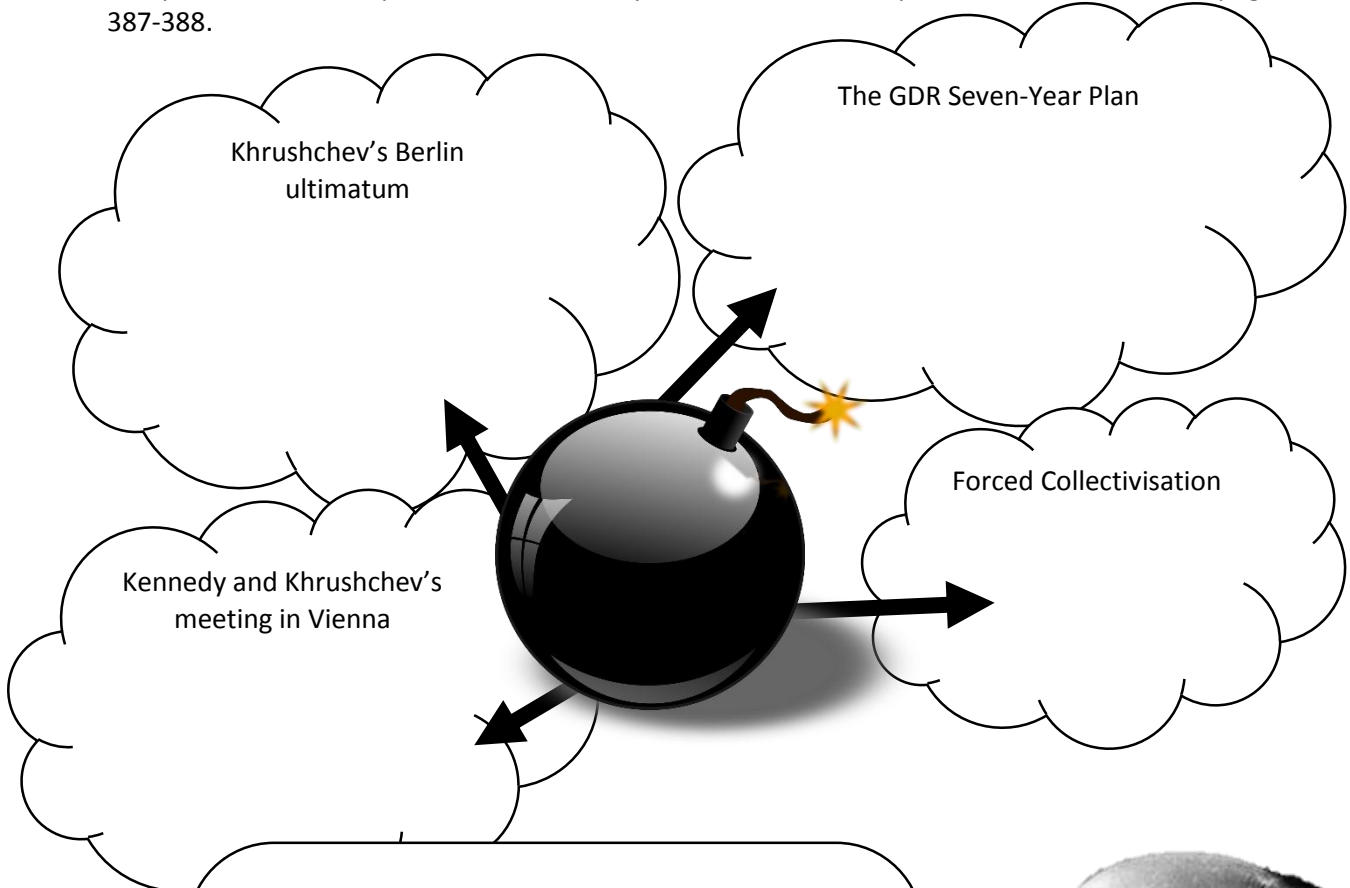 387-388.
Khrushchev's Berlin
ultimatum
The GDR Seven-Year Plan
Forced Collectivisation
Kennedy and Khrushchev's
meeting in Vienna